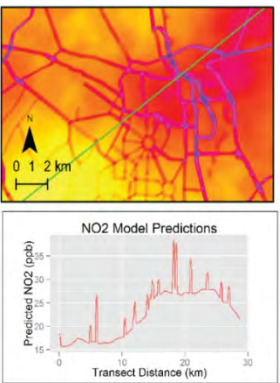 N
0 1 2 km
NO2 Model Predictions
Predicted NO2 (ppb)
35
30
25
20
15
0 10 20 30
Transect Distance (km)